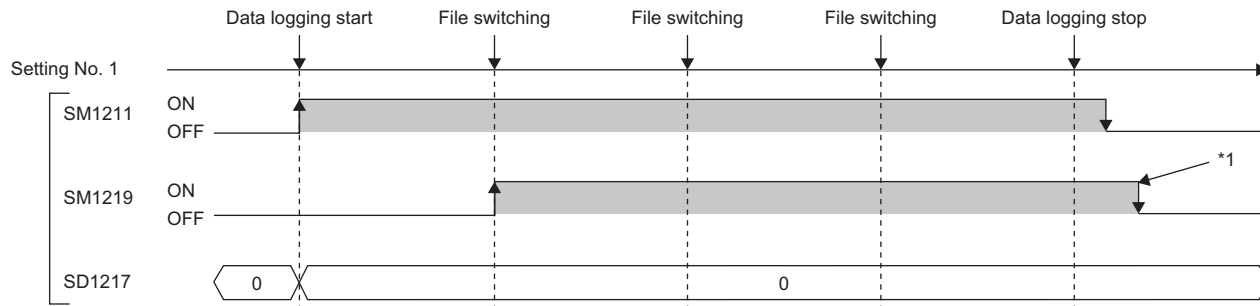 Data logging start File switching File switching File switching Data logging stop
Setting No. 1
SM1211 ON
OFF
*1
SM1219 ON
OFF
SD1217 0 0